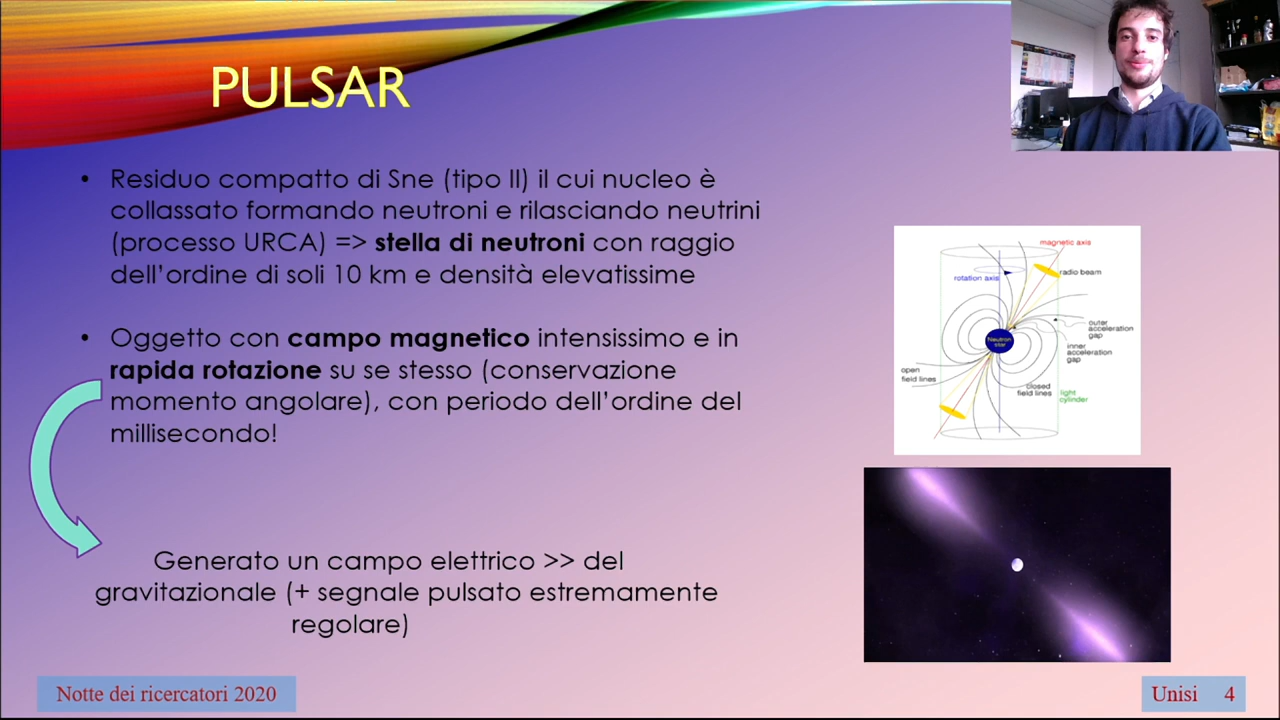 PULSAR
• Residuo compatto di Sne (tipo II) il cui nucleo è
collassato formando neutroni e rilasciando neutrini
(processo URCA) => stella di neutroni con raggio
dell'ordine di soli 10 km e densità elevatissime
• Oggetto con campo magnetico intensissimo e in
rapida rotazione su se stesso (conservazione
momento angolare), con periodo dell'ordine del
millisecondo!
Generato un campo elettrico >> del
gravitazionale (+ segnale pulsato estremamente
regolare)
magnetic axis
rotation axis
radio beam
Neutron
star
outer
acceleration
gap
inner
acceleration
gap
open
field lines
closed
field lines
light
cylinder
Notte dei ricercatori 2020
Unisi 4